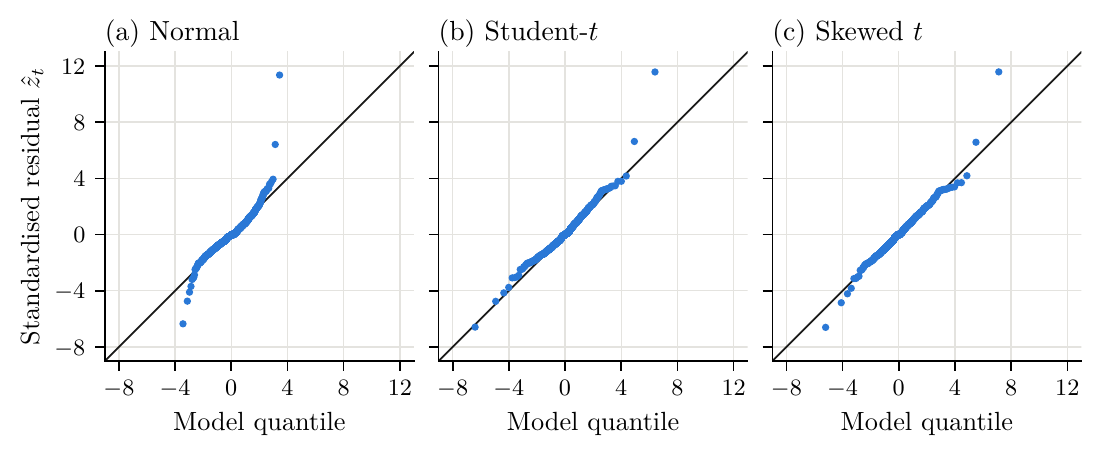 (a) Normal
(b) Student-t
(c) Skewed t
Standardised residual ẑₜ
12
8
4
0
−4
−8
−8 −4 0 4 8 12
−8 −4 0 4 8 12
−8 −4 0 4 8 12
Model quantile
Model quantile
Model quantile